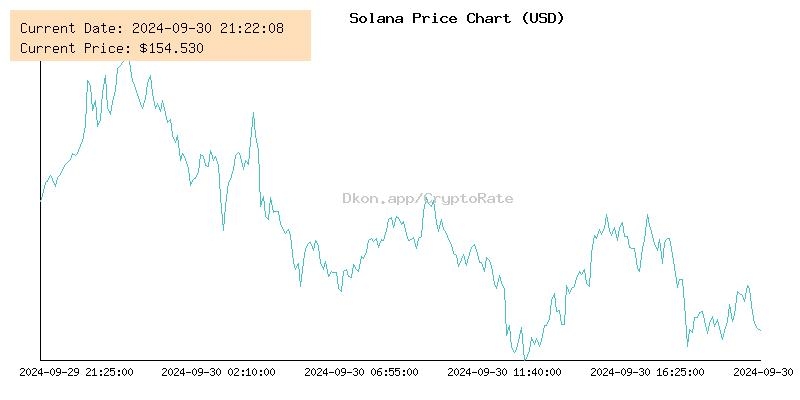 Solana Price Chart (USD)
Current Date: 2024-09-30 21:22:08
Current Price: $154.530
Dkon.app/CryptoRate
2024-09-29 21:25:00 2024-09-30 02:10:00 2024-09-30 06:55:00 2024-09-30 11:40:00 2024-09-30 16:25:00 2024-09-30